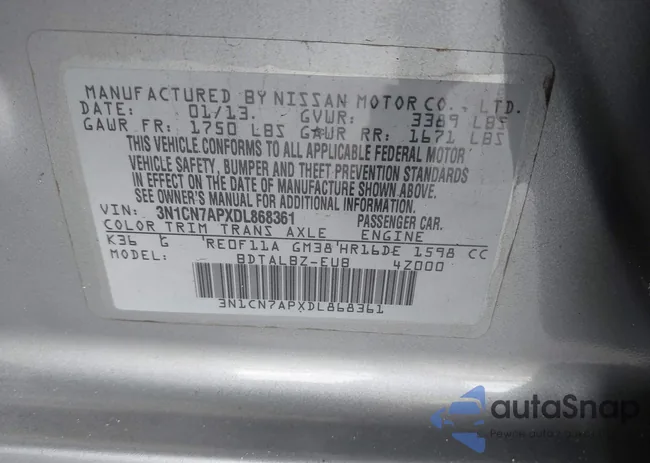 MANUFACTURED BY NISSAN MOTOR CO., LTD.
DATE: 01/13. GVWR: 3389 LBS
GAWR FR: 1750 LBS GAWR RR: 1671 LBS
THIS VEHICLE CONFORMS TO ALL APPLICABLE FEDERAL MOTOR
VEHICLE SAFETY, BUMPER AND THEFT PREVENTION STANDARDS
IN EFFECT ON THE DATE OF MANUFACTURE SHOWN ABOVE.
SEE OWNER'S MANUAL FOR ADDITIONAL INFORMATION.
VIN: 3N1CN7APXDL868361 PASSENGER CAR.
COLOR TRIM TRANS AXLE ENGINE
K36 G RE0F11A GM38 HR16DE 1598 CC
MODEL: BDTALBZ-EUB 4Z000
3N1CN7APXDL868361
autaSnap